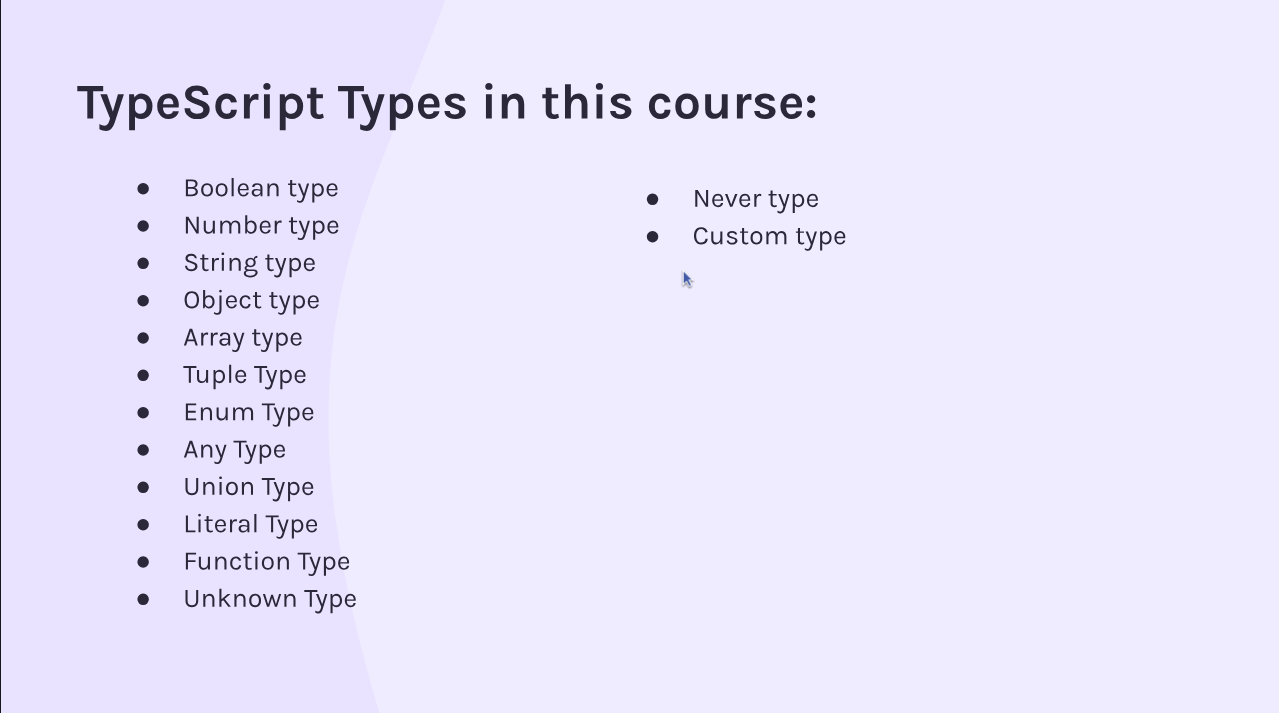 TypeScript Types in this course:
● Boolean type
● Number type
● String type
● Object type
● Array type
● Tuple Type
● Enum Type
● Any Type
● Union Type
● Literal Type
● Function Type
● Unknown Type
● Never type
● Custom type